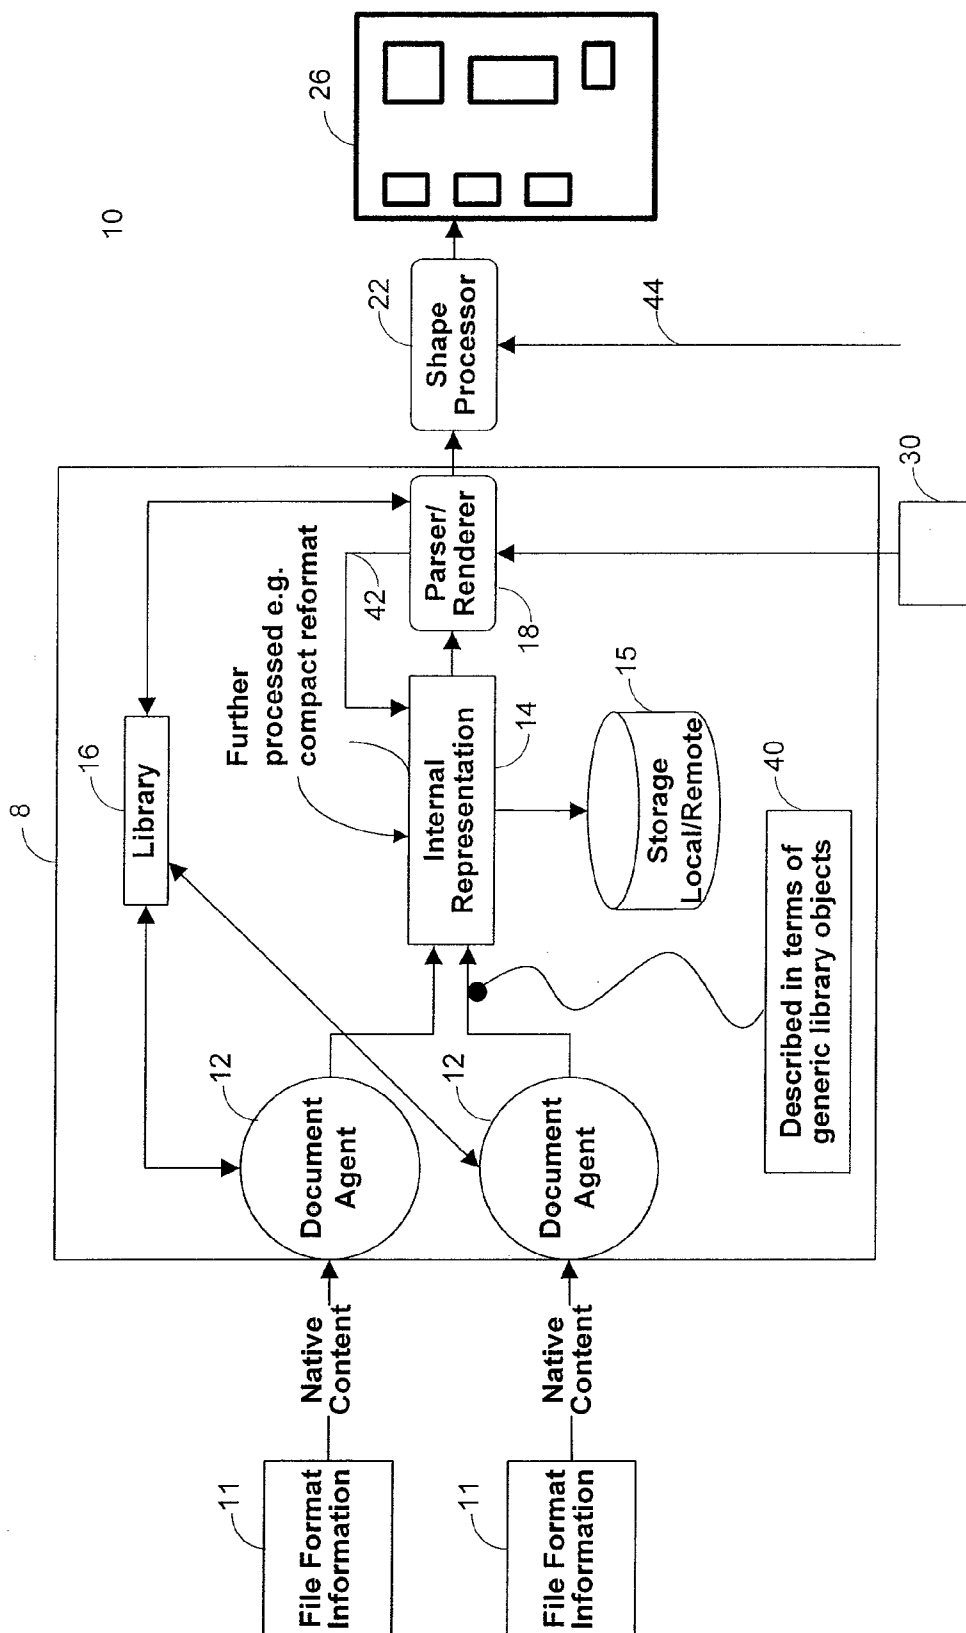 10
8
16
Library
26
12
Document
Agent
Further
processed e.g.
compact reformat
42
22
Shape
Processor
11
File Format
Information
Native
Content
Internal
Representation
14
Parser/
Renderer
18
44
12
Document
Agent
15
Storage
Local/Remote
11
File Format
Information
Native
Content
40
Described in terms of
generic library objects
30